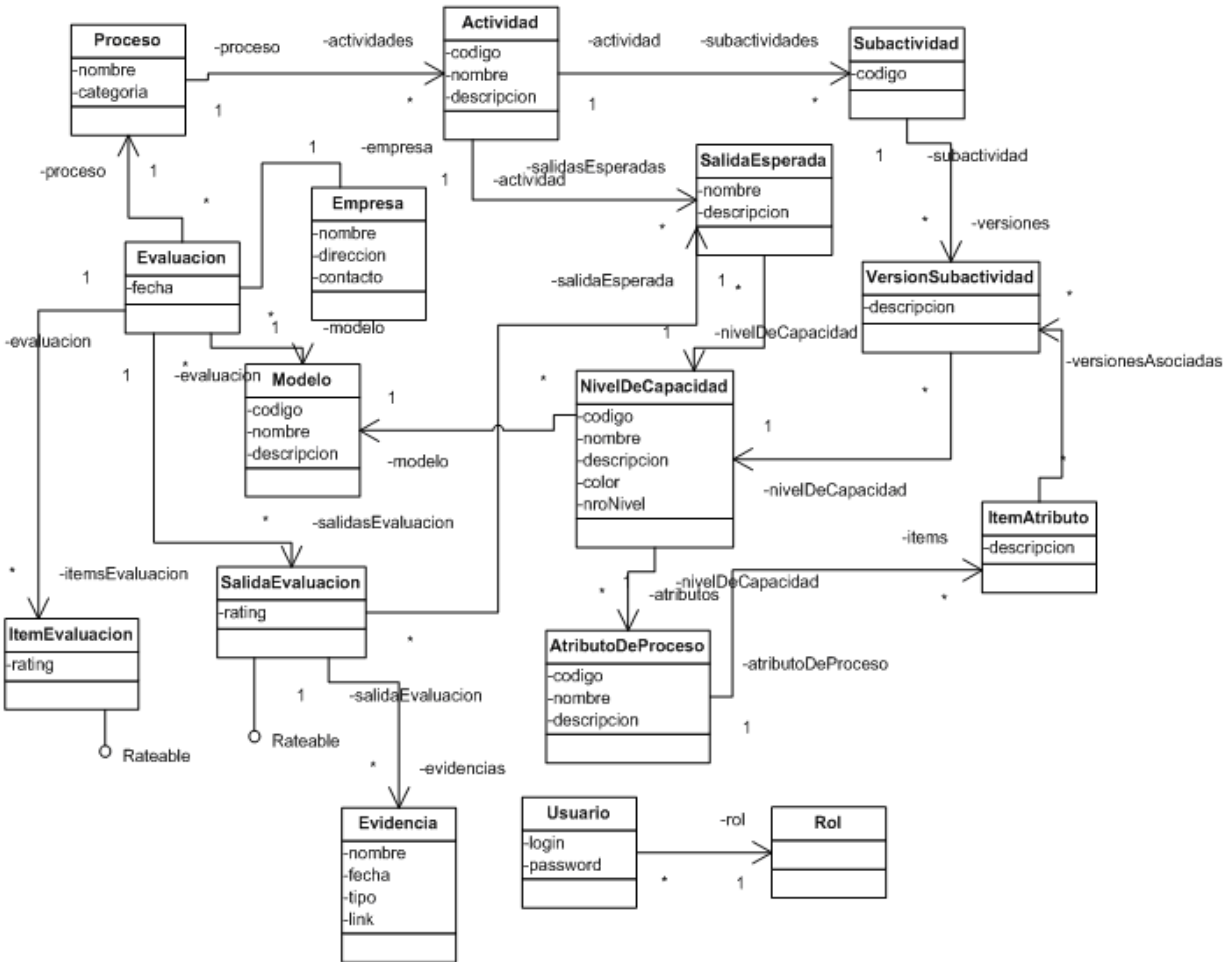 Proceso
-nombre
-categoria
-proceso
-actividades
1
*
Actividad
-codigo
-nombre
-descripcion
-actividad
-subactividades
1
*
Subactividad
-codigo
-proceso
1
*
1
-empresa
Empresa
-nombre
-direccion
-contacto
1
-salidasEsperadas
-actividad
*
SalidaEsperada
-nombre
-descripcion
1
-subactividad
*
-versiones
Evaluacion
-fecha
1
*
1
-modelo
-salidaEsperada
1
*
1
-nivelDeCapacidad
VersionSubactividad
-descripcion
*
-versionesAsociadas
*
-evaluacion
1
*
-evaluacion
Modelo
-codigo
-nombre
-descripcion
1
*
-modelo
NivelDeCapacidad
-codigo
-nombre
-descripcion
-color
-nroNivel
*
1
-nivelDeCapacidad
*
-salidasEvaluacion
-items
ItemAtributo
-descripcion
*
-itemsEvaluacion
SalidaEvaluacion
-rating
*
1
-nivelDeCapacidad
*
-atributos
*
ItemEvaluacion
-rating
AtributoDeProceso
-codigo
-nombre
-descripcion
-atributoDeProceso
1
Rateable
Rateable
1
-salidaEvaluacion
*
-evidencias
Evidencia
-nombre
-fecha
-tipo
-link
Usuario
-login
-password
-rol
*
1
Rol